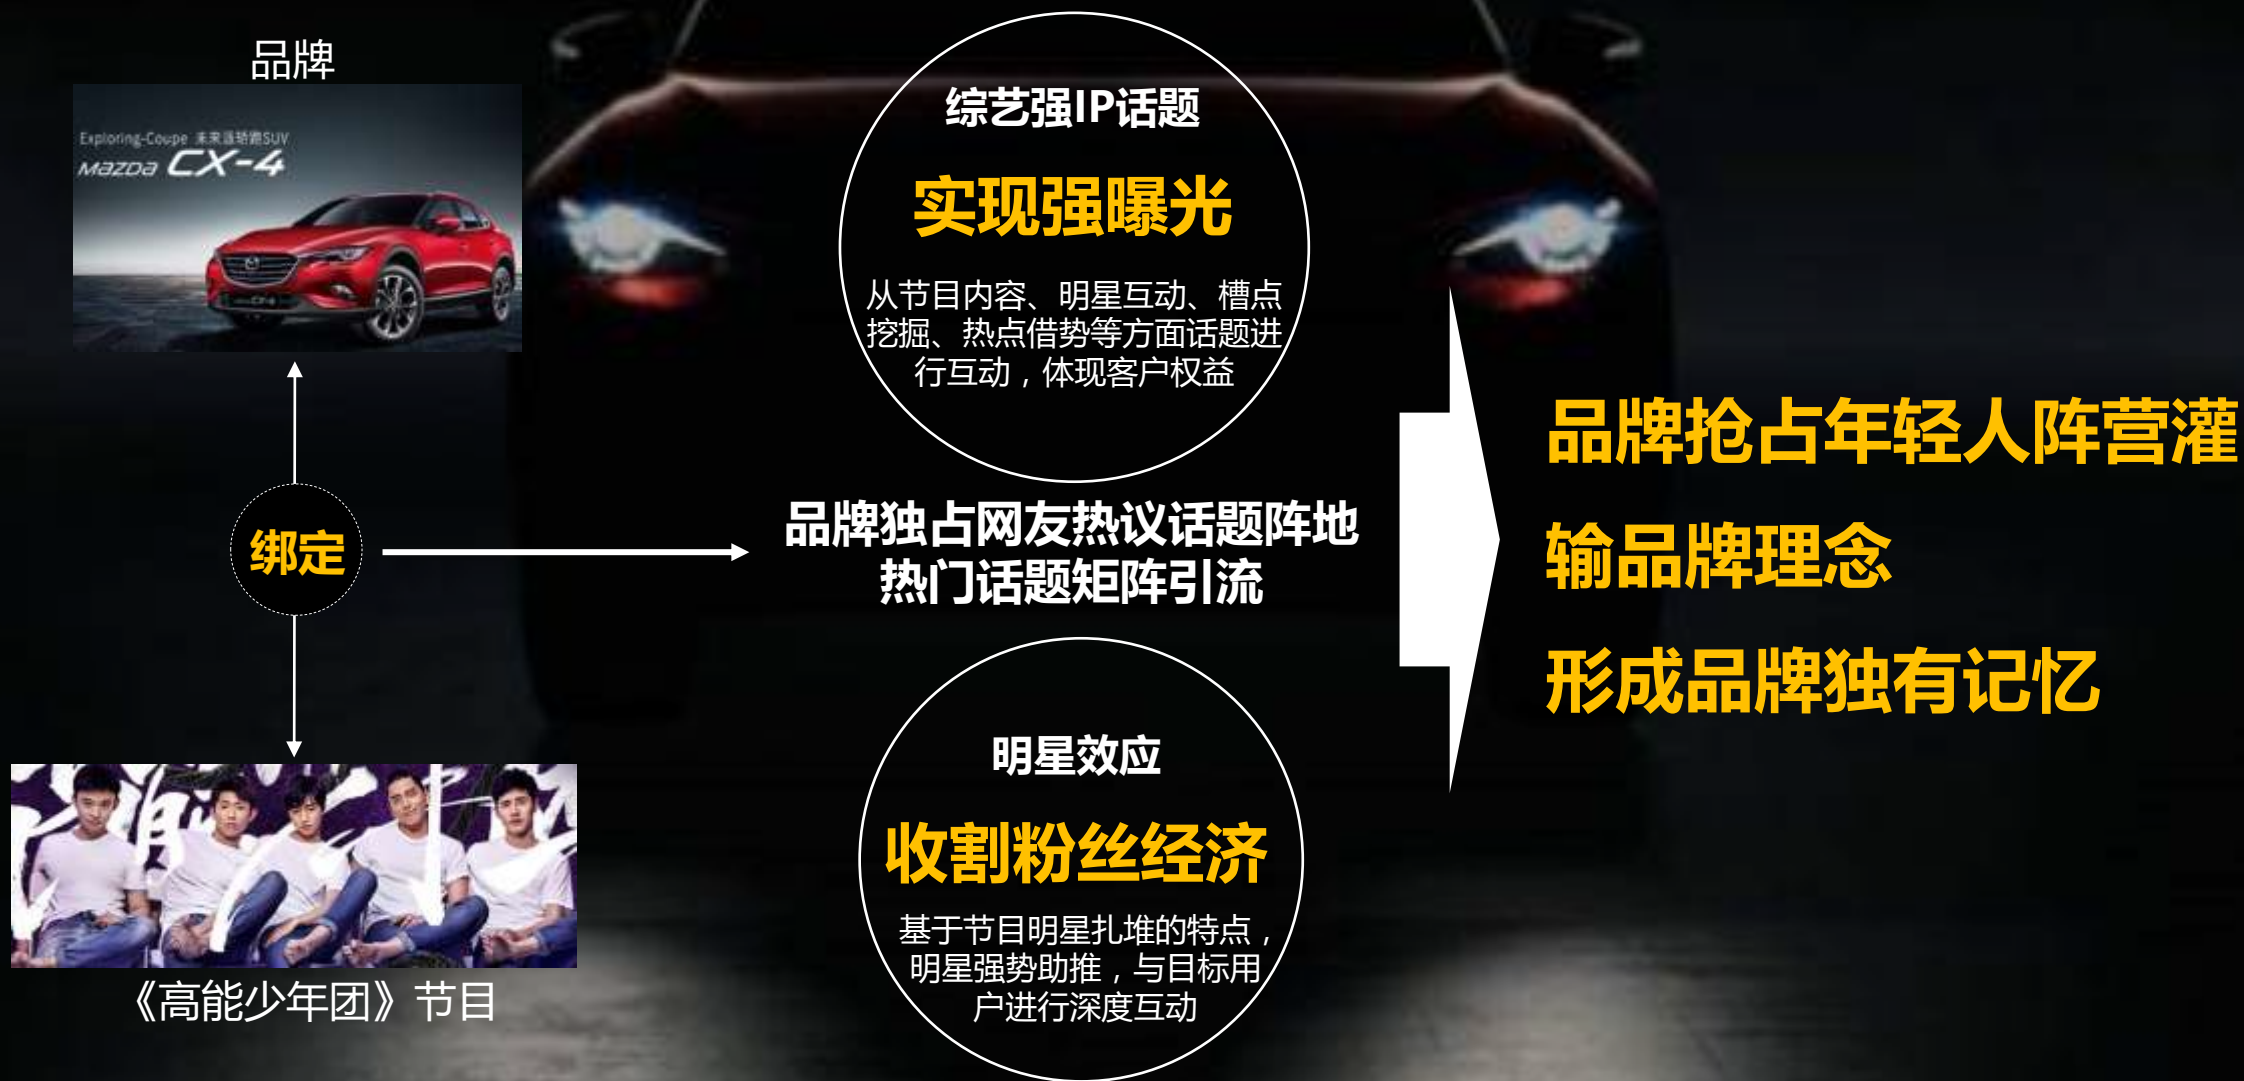 品牌
Exploring-Coupe 未来派轿跑SUV
mazda CX-4
绑定
《高能少年团》节目
综艺强IP话题
实现强曝光
从节目内容、明星互动、槽点
挖掘、热点借势等方面话题进
行互动，体现客户权益
品牌独占网友热议话题阵地
热门话题矩阵引流
明星效应
收割粉丝经济
基于节目明星扎堆的特点，
明星强势助推，与目标用
户进行深度互动
品牌抢占年轻人阵营灌
输品牌理念
形成品牌独有记忆